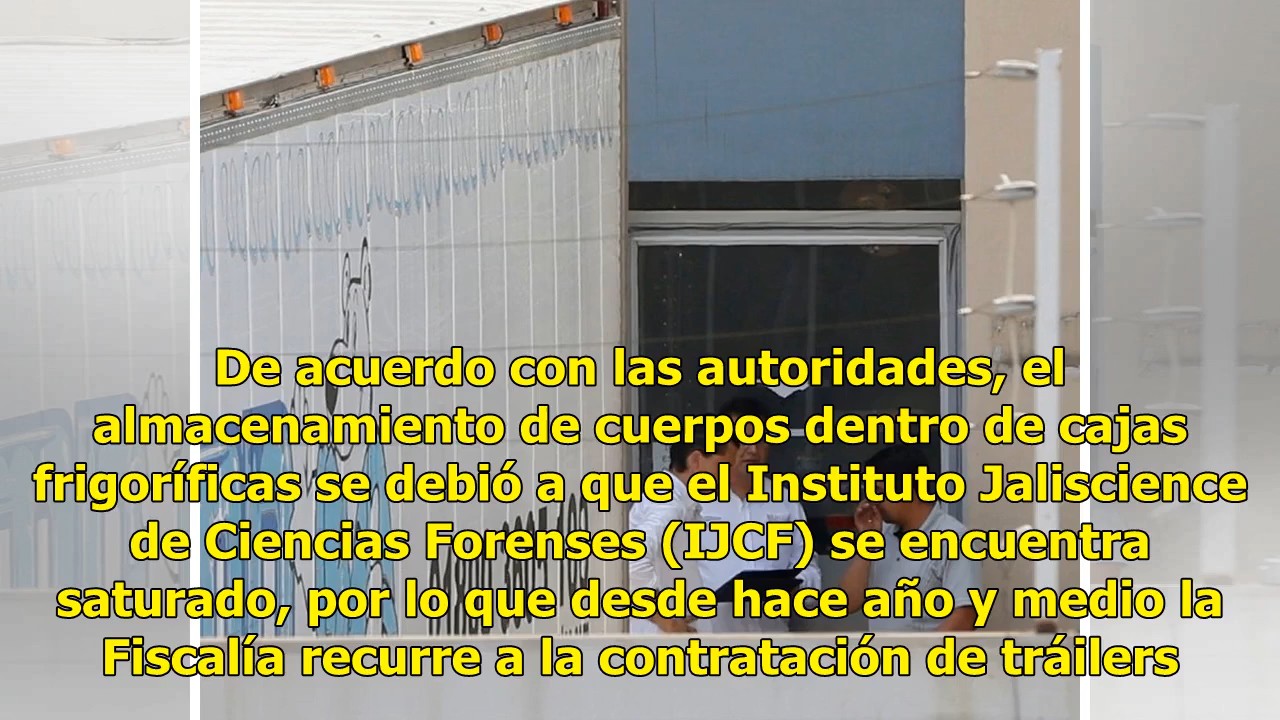 De acuerdo con las autoridades, el
almacenamiento de cuerpos dentro de cajas
frigoríficas se debió a que el Instituto Jaliscience
de Ciencias Forenses (IJCF) se encuentra
saturado, por lo que desde hace año y medio la
Fiscalía recurre a la contratación de tráilers